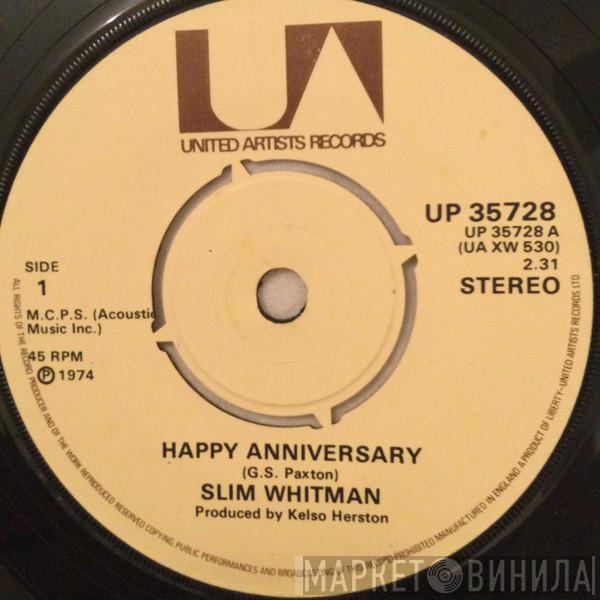 UA
UNITED ARTISTS RECORDS
UP 35728
UP 35728 A
(UA XW 530)
2.31
STEREO
SIDE
1
M.C.P.S. (Acoustic
Music Inc.)
45 RPM
Ⓟ 1974
HAPPY ANNIVERSARY
(G.S. Paxton)
SLIM WHITMAN
Produced by Kelso Herston
ALL RIGHTS OF THE RECORD PRODUCER AND OF THE WORK REPRODUCED RESERVED COPYING, PUBLIC PERFORMANCES AND BROADCASTING OF THIS RECORD PROHIBITED MANUFACTURED IN ENGLAND A PRODUCT OF LIBERTY-UNITED ARTISTS RECORDS LTD
МАРКЕТ ВИНИЛА